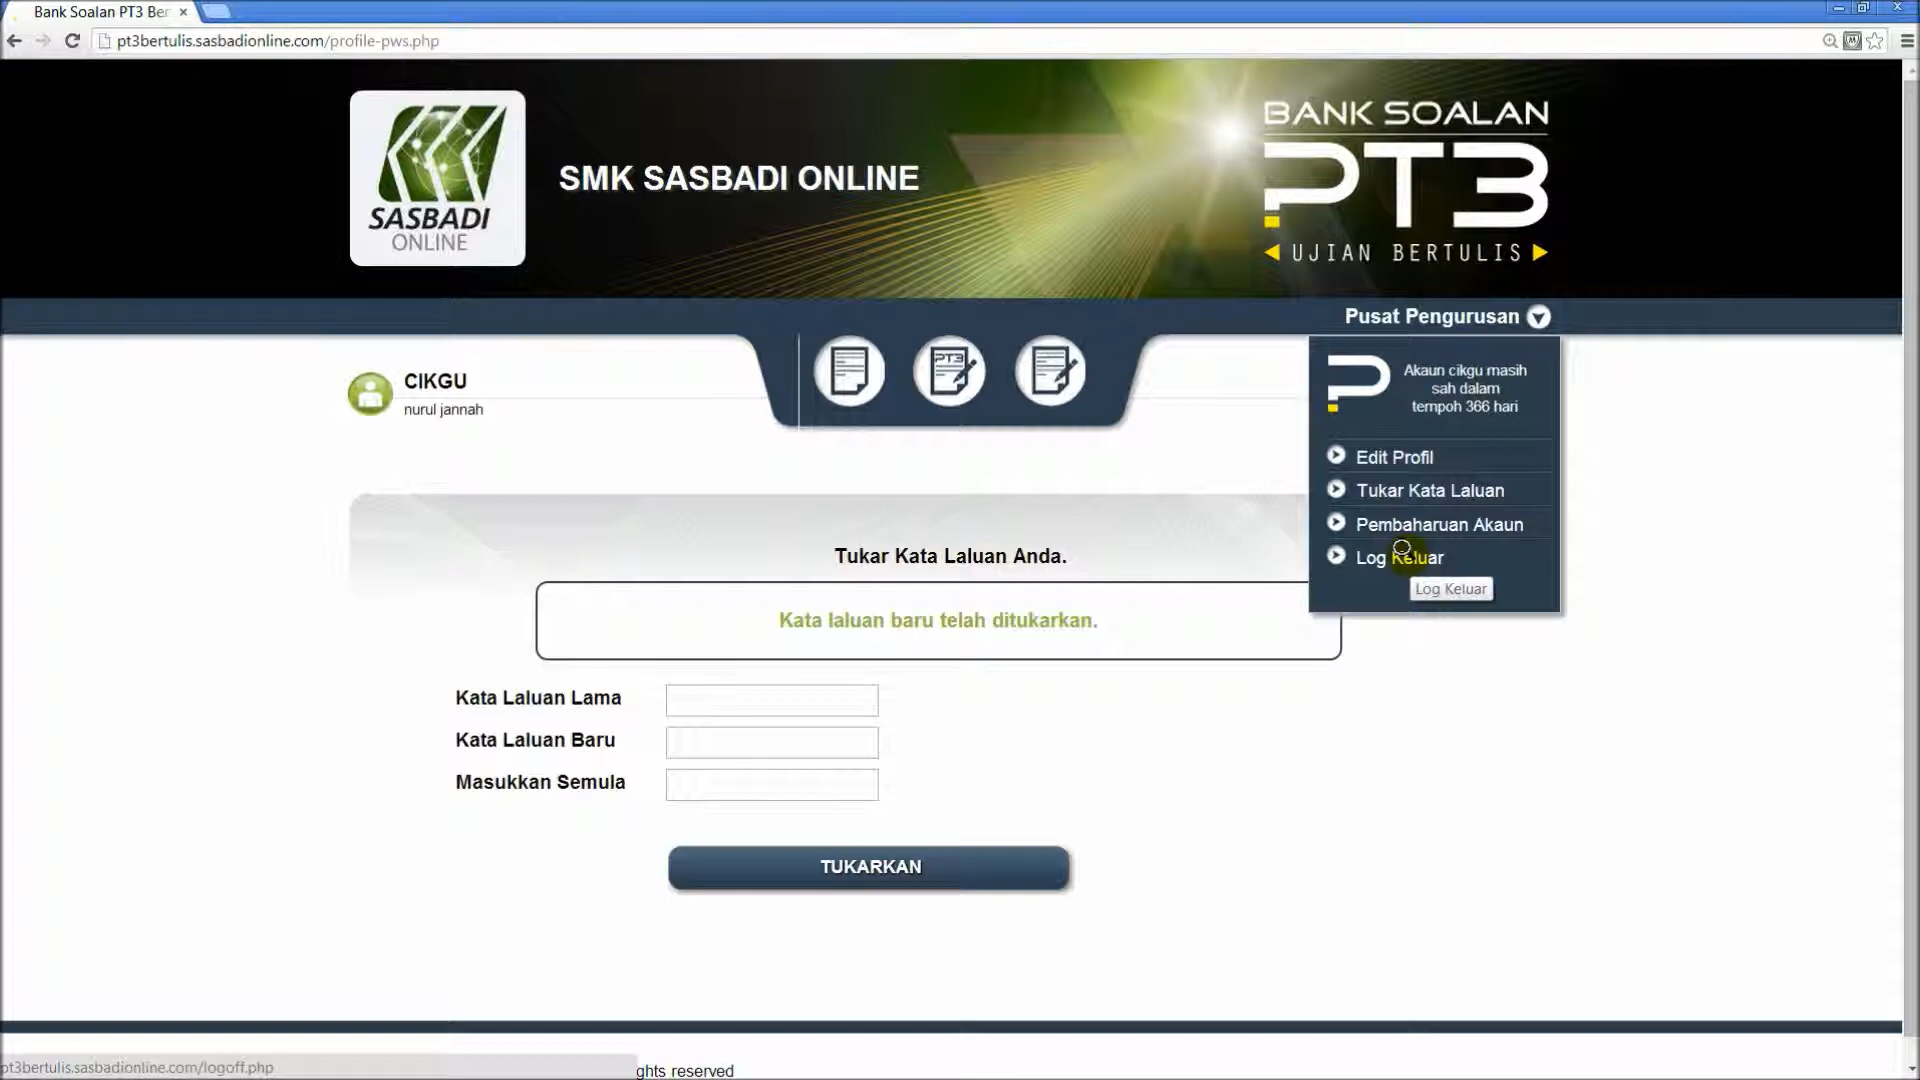 Bank Soalan PT3 Ber
pt3bertulis.sasbadionline.com/profile-pws.php
SASBADI
ONLINE
SMK SASBADI ONLINE
BANK SOALAN
PT3
UJIAN BERTULIS
Pusat Pengurusan
CIKGU
nurul jannah
PT3
Akaun cikgu masih
sah dalam
tempoh 366 hari
Edit Profil
Tukar Kata Laluan
Pembaharuan Akaun
Log Keluar
Log Keluar
Tukar Kata Laluan Anda.
Kata laluan baru telah ditukarkan.
Kata Laluan Lama
Kata Laluan Baru
Masukkan Semula
TUKARKAN
pt3bertulis.sasbadionline.com/logoff.php
ghts reserved